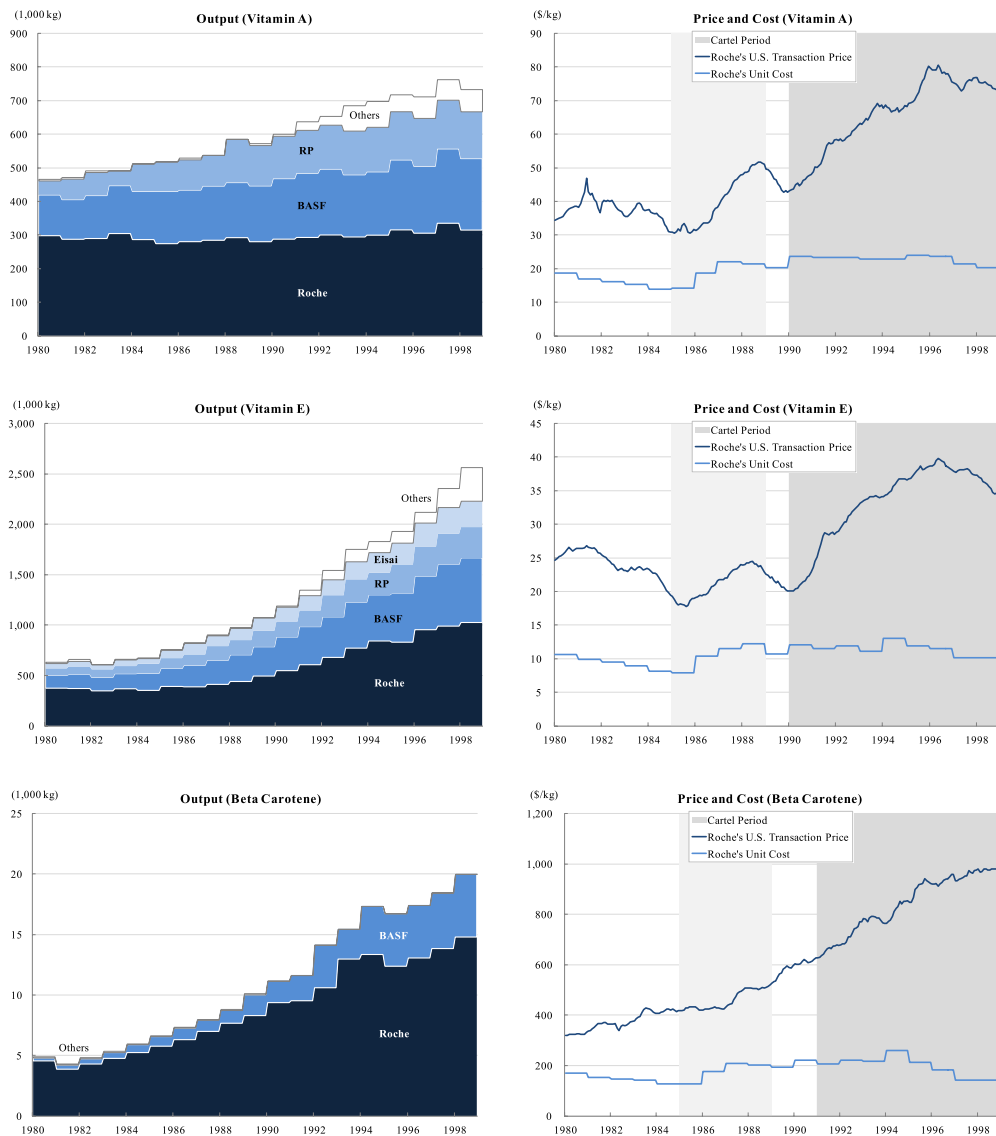 (1,000 kg)
Output (Vitamin A)
900
800
700
600
500
400
300
200
100
0
Others
RP
BASF
Roche
1980 1982 1984 1986 1988 1990 1992 1994 1996 1998
($/kg)
Price and Cost (Vitamin A)
90
80
70
60
50
40
30
20
10
0
Cartel Period
Roche's U.S. Transaction Price
Roche's Unit Cost
1980 1982 1984 1986 1988 1990 1992 1994 1996 1998
(1,000 kg)
Output (Vitamin E)
3,000
2,500
2,000
1,500
1,000
500
0
Others
Eisai
RP
BASF
Roche
1980 1982 1984 1986 1988 1990 1992 1994 1996 1998
($/kg)
Price and Cost (Vitamin E)
45
40
35
30
25
20
15
10
5
0
Cartel Period
Roche's U.S. Transaction Price
Roche's Unit Cost
1980 1982 1984 1986 1988 1990 1992 1994 1996 1998
(1,000 kg)
Output (Beta Carotene)
25
20
15
10
5
0
BASF
Roche
Others
1980 1982 1984 1986 1988 1990 1992 1994 1996 1998
($/kg)
Price and Cost (Beta Carotene)
1,200
1,000
800
600
400
200
0
Cartel Period
Roche's U.S. Transaction Price
Roche's Unit Cost
1980 1982 1984 1986 1988 1990 1992 1994 1996 1998